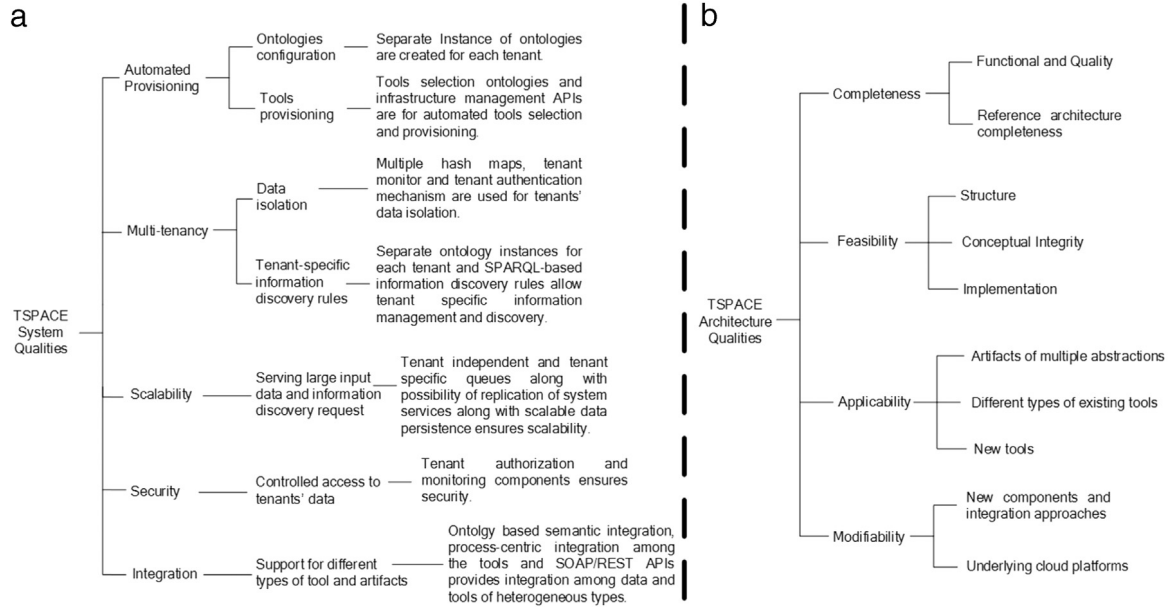 a
TSPACE
System
Qualities
Automated
Provisioning
Ontologies
configuration
Separate Instance of ontologies
are created for each tenant.
Tools
provisioning
Tools selection ontologies and
infrastructure management APIs
are for automated tools selection
and provisioning.
Multi-tenancy
Data
isolation
Multiple hash maps, tenant
monitor and tenant authentication
mechanism are used for tenants'
data isolation.
Tenant-specific
information
discovery rules
Separate ontology instances for
each tenant and SPARQL-based
information discovery rules allow
tenant specific information
management and discovery.
Scalability
Serving large input
data and information
discovery request
Tenant independent and tenant
specific queues along with
possibility of replication of system
services along with scalable data
persistence ensures scalability.
Security
Controlled access to
tenants' data
Tenant authorization and
monitoring components ensures
security.
Integration
Support for different
types of tool and artifacts
Ontolgy based semantic integration,
process-centric integration among
the tools and SOAP/REST APIs
provides integration among data and
tools of heterogeneous types.
b
TSPACE
Architecture
Qualities
Completeness
Functional and Quality
Reference architecture
completeness
Feasibility
Structure
Conceptual Integrity
Implementation
Applicability
Artifacts of multiple abstractions
Different types of existing tools
New tools
Modifiability
New components and
integration approaches
Underlying cloud platforms